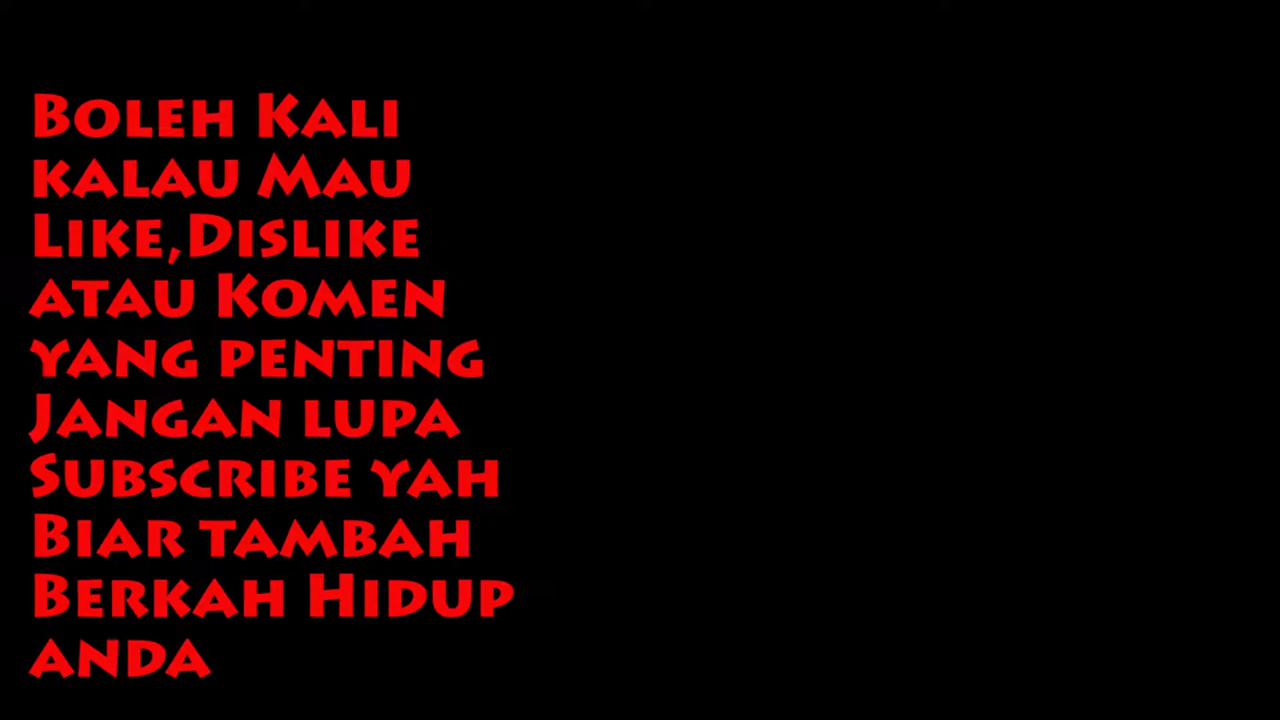 Boleh Kali
kalau Mau
Like,Dislike
atau Komen
yang penting
Jangan lupa
Subscribe yah
Biar tambah
Berkah Hidup
anda